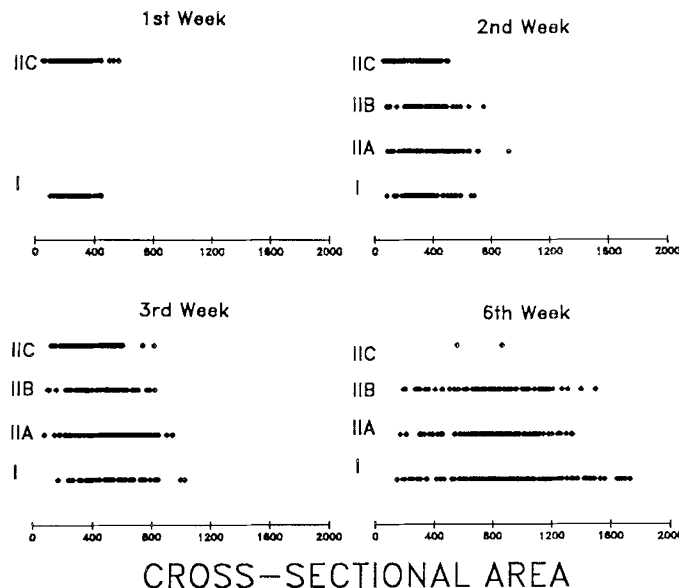 1st Week
IIC
I
0 400 800 1200 1600 2000
2nd Week
IIC
IIB
IIA
I
0 400 800 1200 1600 2000
3rd Week
IIC
IIB
IIA
I
0 400 800 1200 1600 2000
6th Week
IIC
IIB
IIA
I
0 400 800 1200 1600 2000
CROSS-SECTIONAL AREA